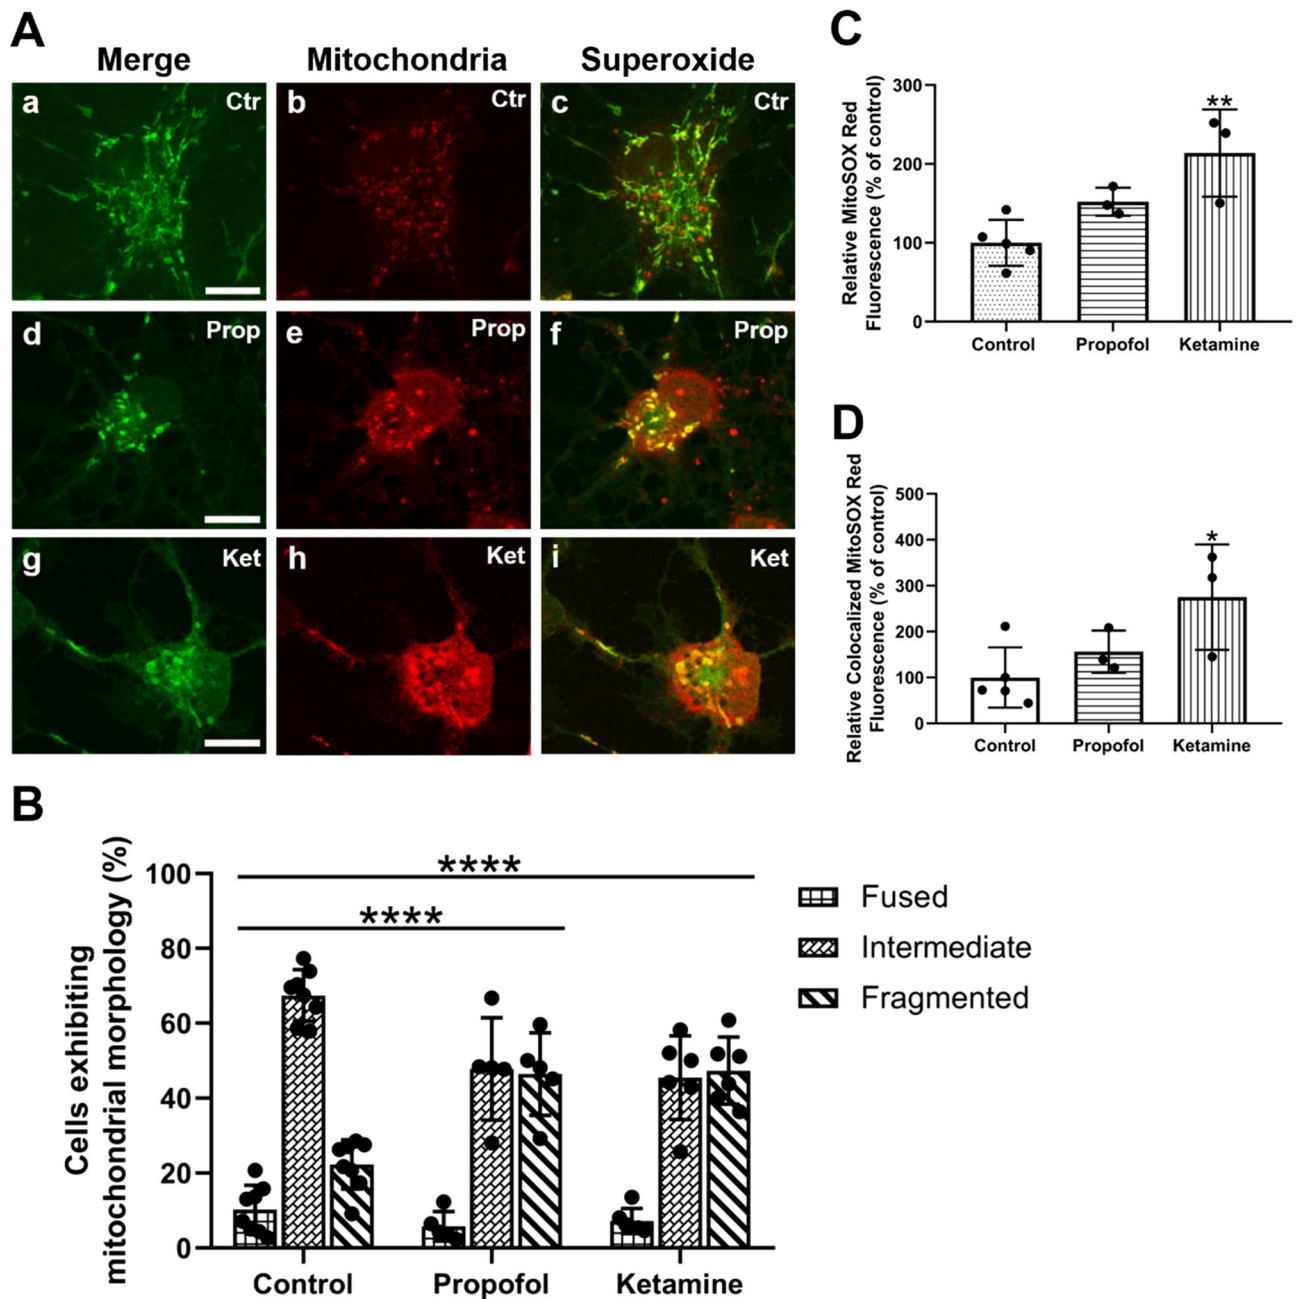 A
Merge Mitochondria Superoxide
a Ctr b Ctr c Ctr
d Prop e Prop f Prop
g Ket h Ket i Ket
C
Relative MitoSOX Red
Fluorescence (% of control)
300
200
100
0
**
Control Propofol Ketamine
D
Relative Colocalized MitoSOX Red
Fluorescence (% of control)
500
400
300
200
100
0
*
Control Propofol Ketamine
B
Cells exhibiting
mitochondrial morphology (%)
100
80
60
40
20
0
****
****
Control Propofol Ketamine
Fused
Intermediate
Fragmented